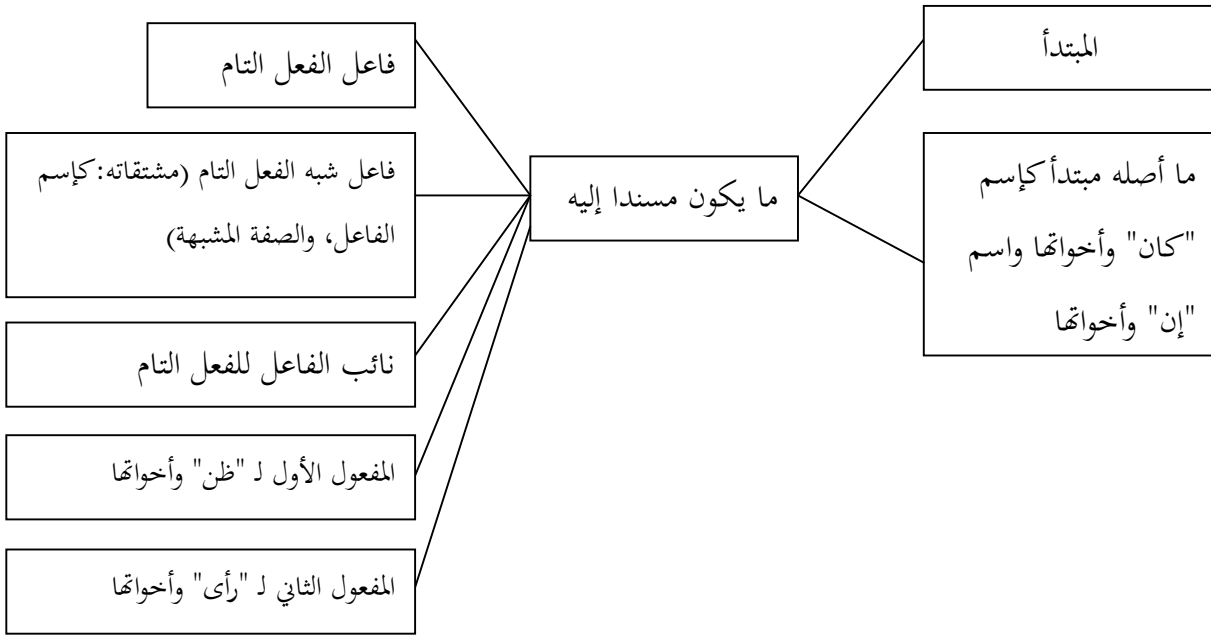 المبتدأ
ما أصله مبتدأ كإسم
"كان" وأخواتها واسم
"إن" وأخواتها
ما يكون مسندا إليه
فاعل الفعل التام
فاعل شبه الفعل التام (مشتقاته:كإسم
الفاعل، والصفة المشبهة)
نائب الفاعل للفعل التام
المفعول الأول لـ "ظن" وأخواتها
المفعول الثاني لـ "رأى" وأخواتها